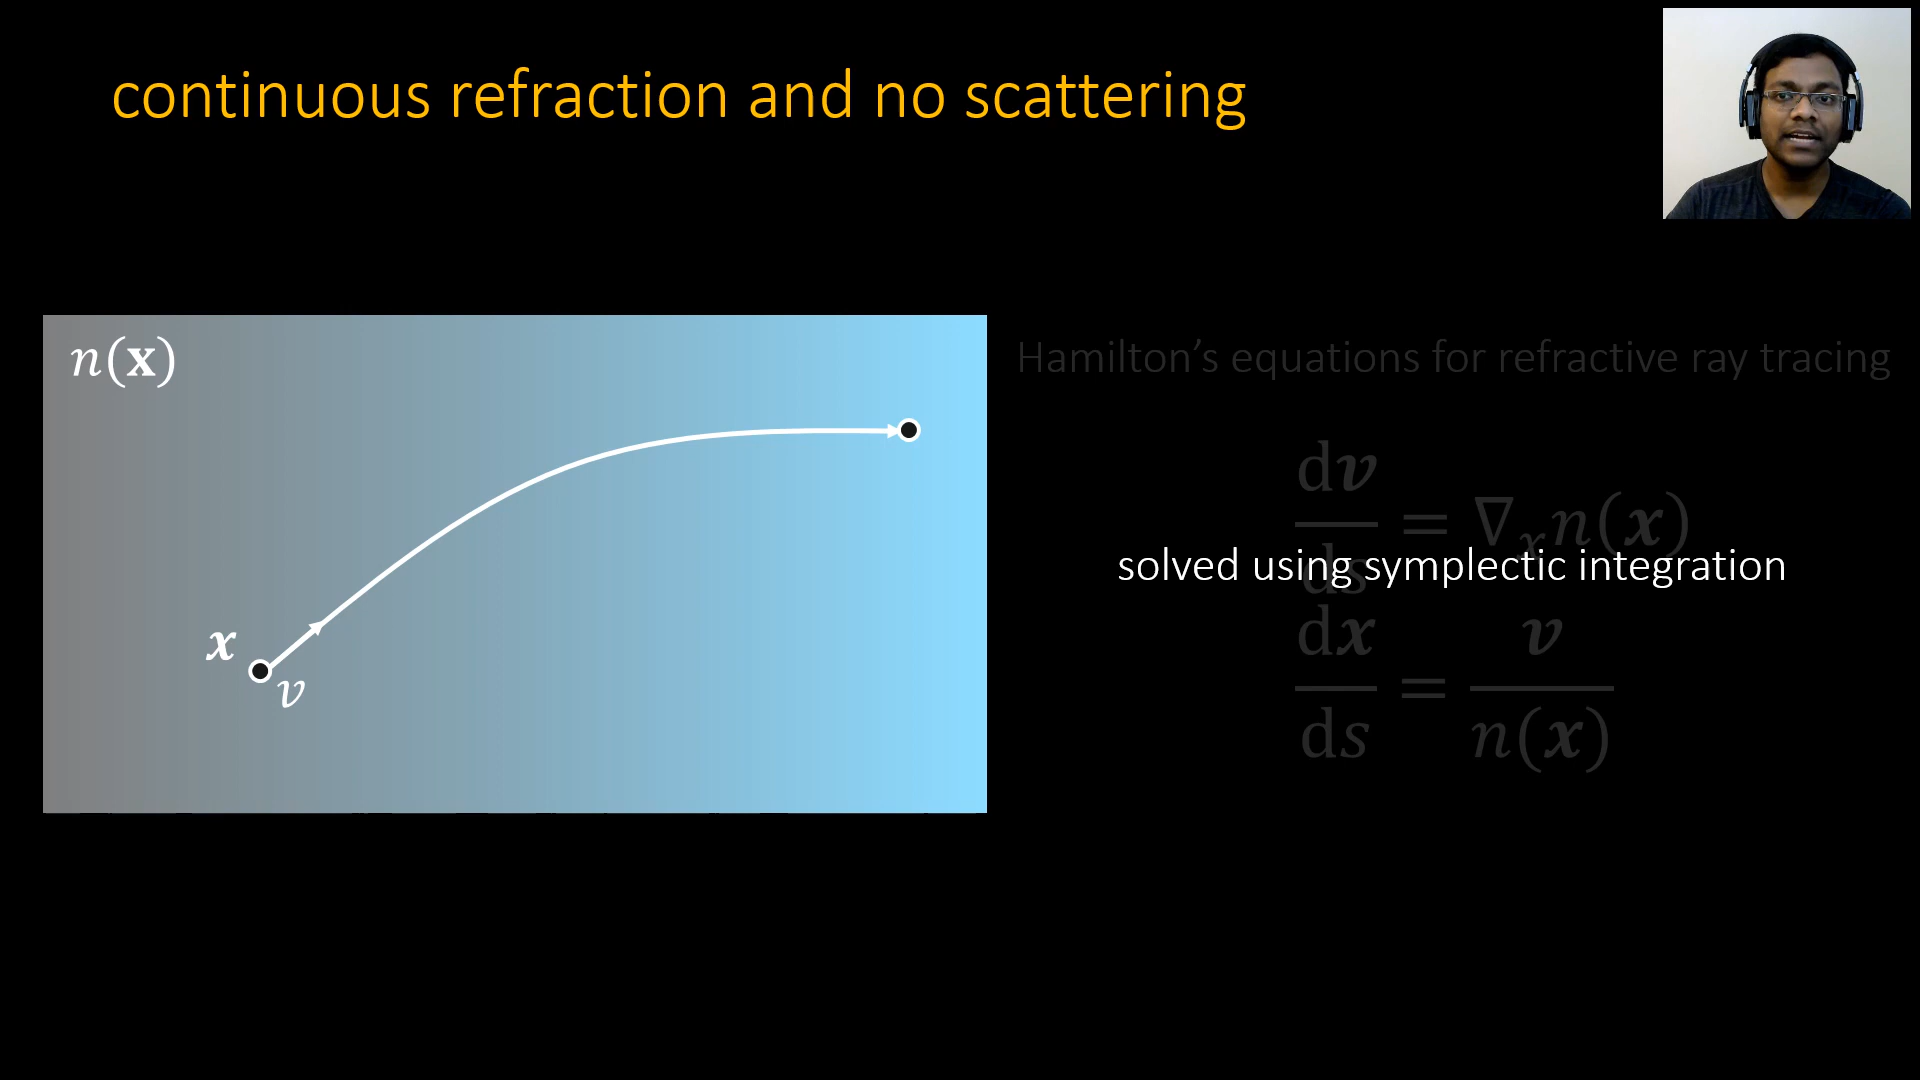 continuous refraction and no scattering
n(x)
x
v
Hamilton’s equations for refractive ray tracing
dv/ds = ∇ₓn(x)
solved using symplectic integration
dx/ds = v/n(x)